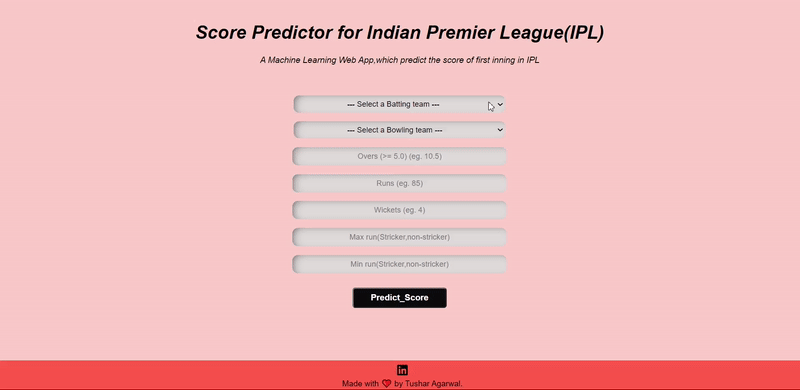 Score Predictor for Indian Premier League(IPL)
A Machine Learning Web App,which predict the score of first inning in IPL
--- Select a Batting team ---
--- Select a Bowling team ---
Overs (>= 5.0) (eg. 10.5)
Runs (eg. 85)
Wickets (eg. 4)
Max run(Stricker,non-stricker)
Min run(Stricker,non-stricker)
Predict_Score
in
Made with by Tushar Agarwal.